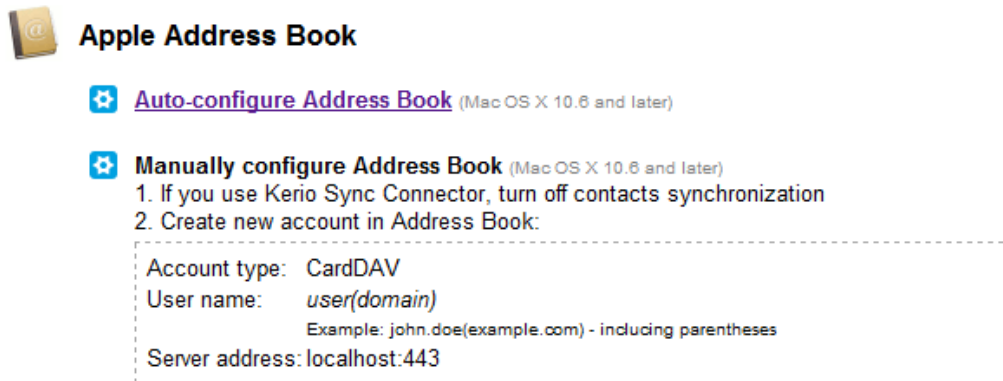 Apple Address Book
Auto-configure Address Book (Mac OS X 10.6 and later)
Manually configure Address Book (Mac OS X 10.6 and later)
1. If you use Kerio Sync Connector, turn off contacts synchronization
2. Create new account in Address Book:
Account type: CardDAV
User name: user(domain)
Example: john.doe(example.com) - including parentheses
Server address: localhost:443